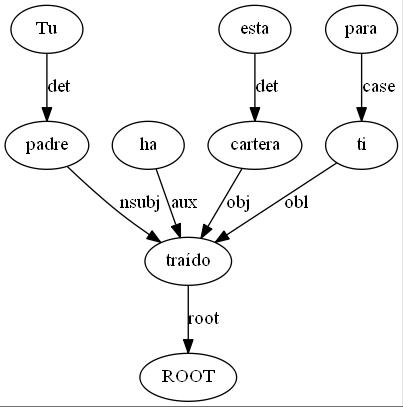 Tu esta para
det det case
padre ha cartera ti
nsubj aux obj obl
traído
root
ROOT